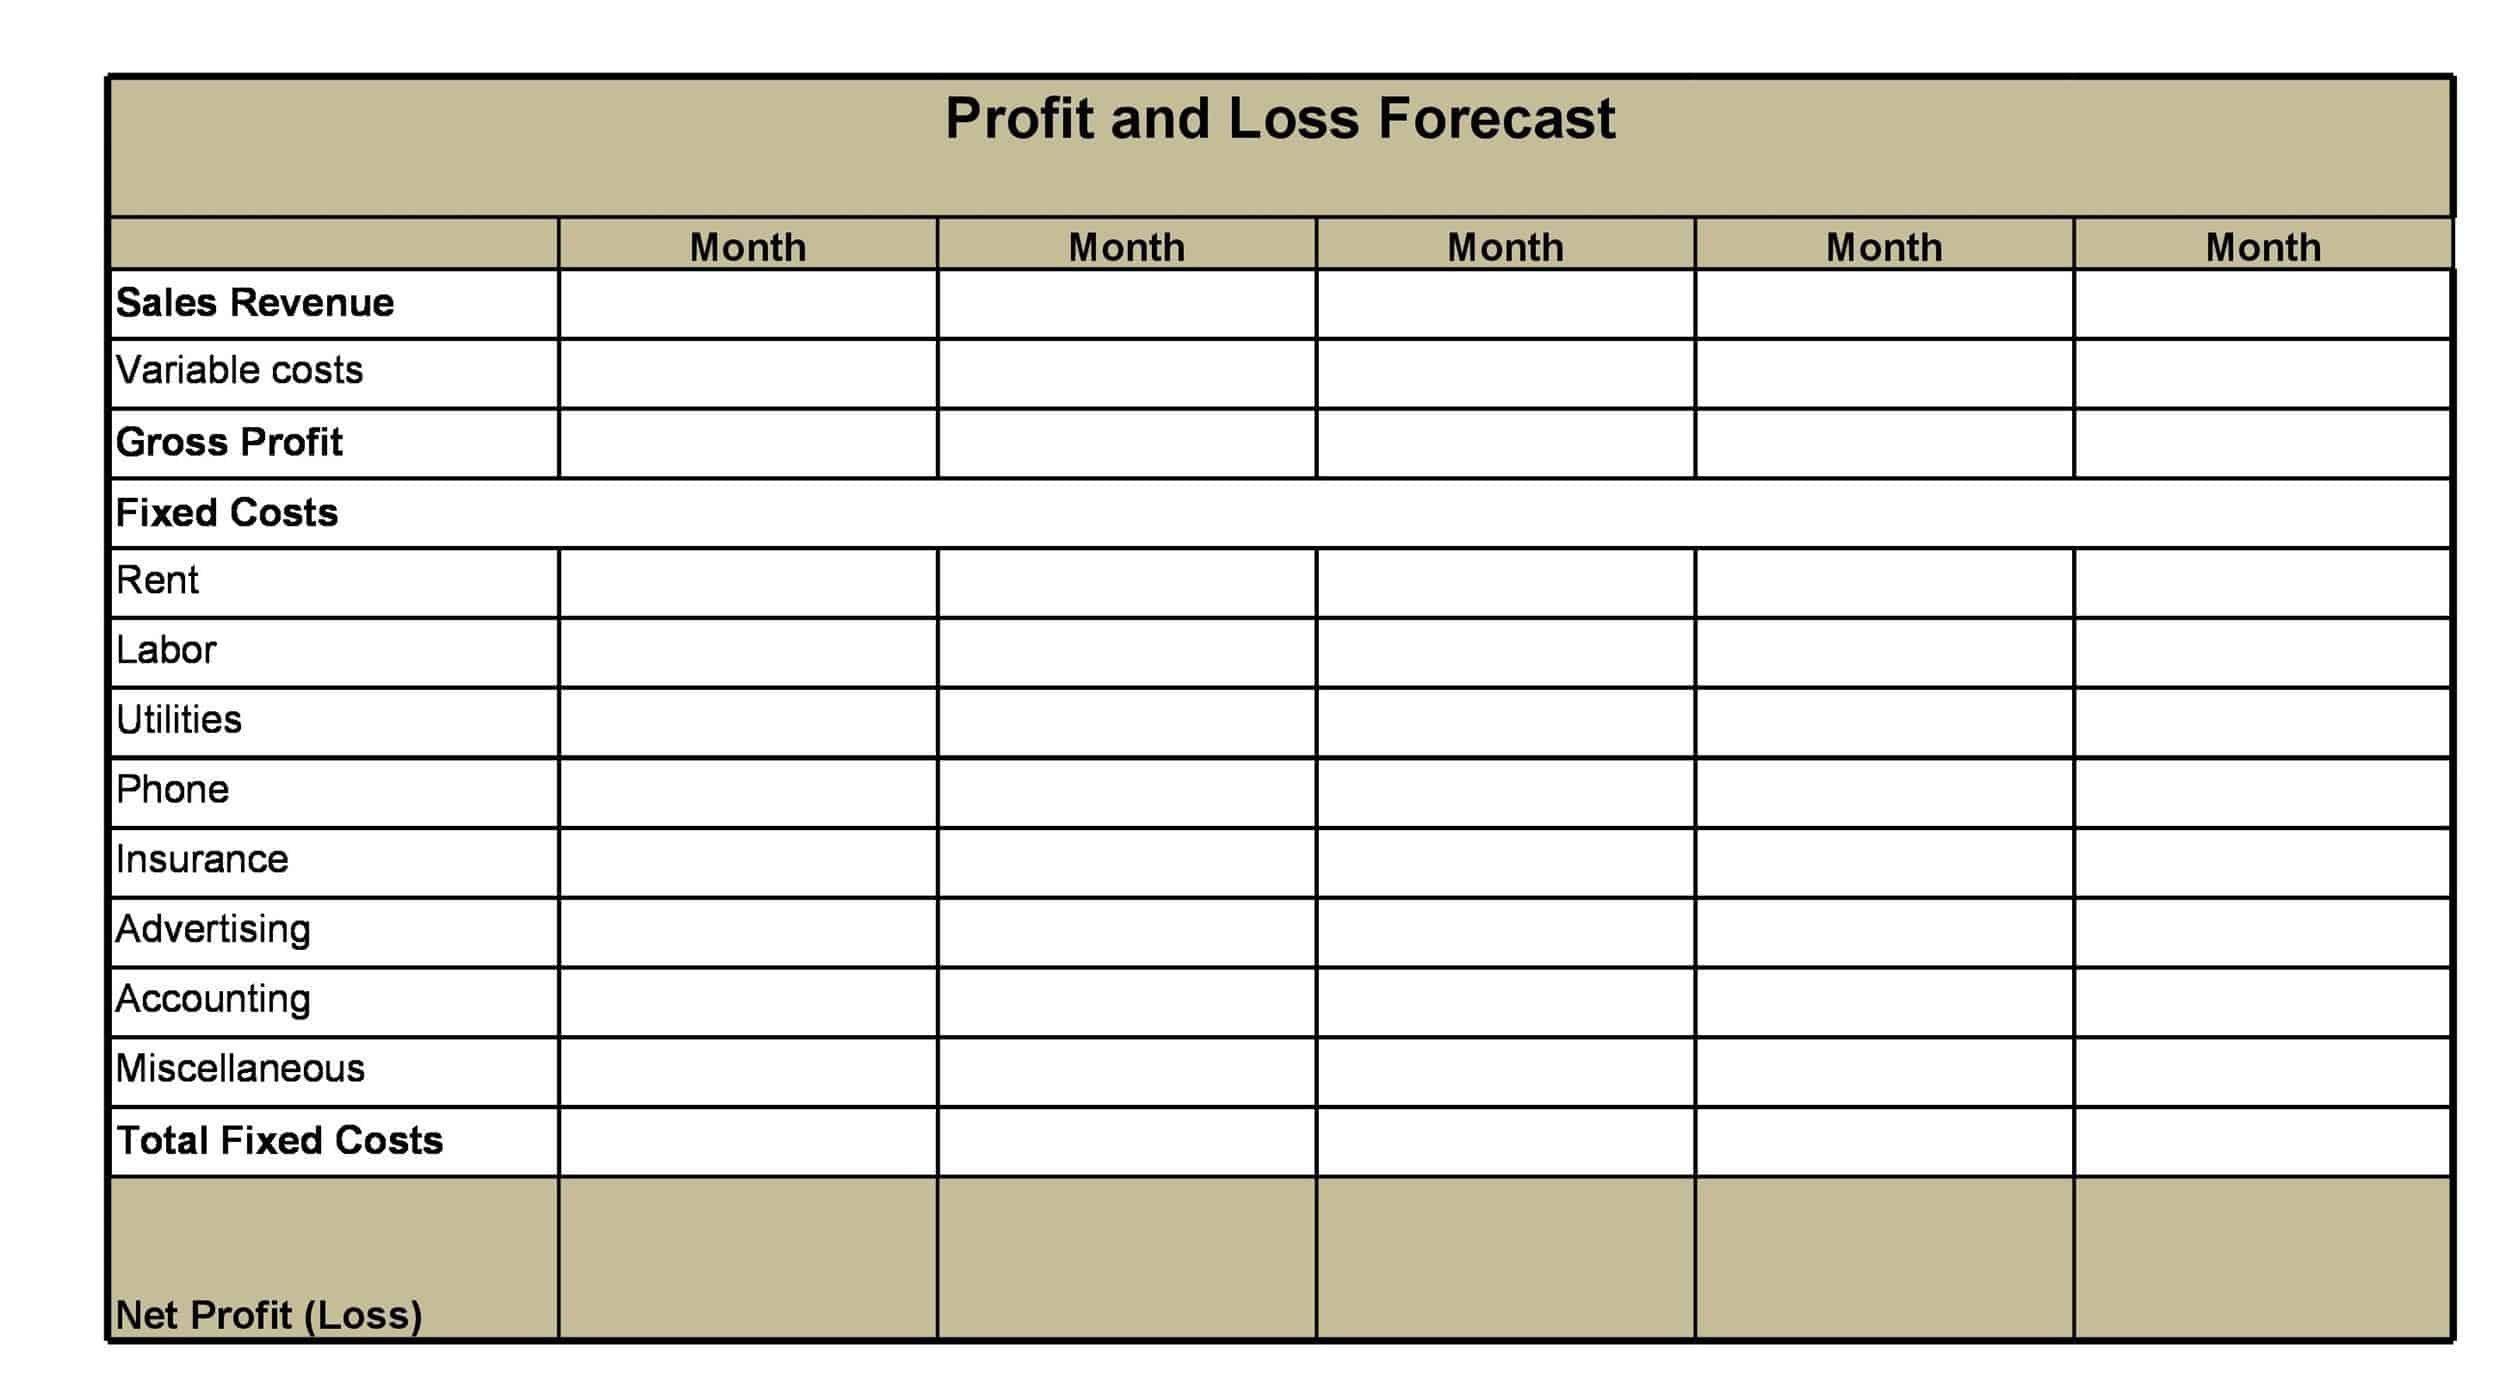 Profit and Loss Forecast
Month Month Month Month Month
Sales Revenue
Variable costs
Gross Profit
Fixed Costs
Rent
Labor
Utilities
Phone
Insurance
Advertising
Accounting
Miscellaneous
Total Fixed Costs
Net Profit (Loss)